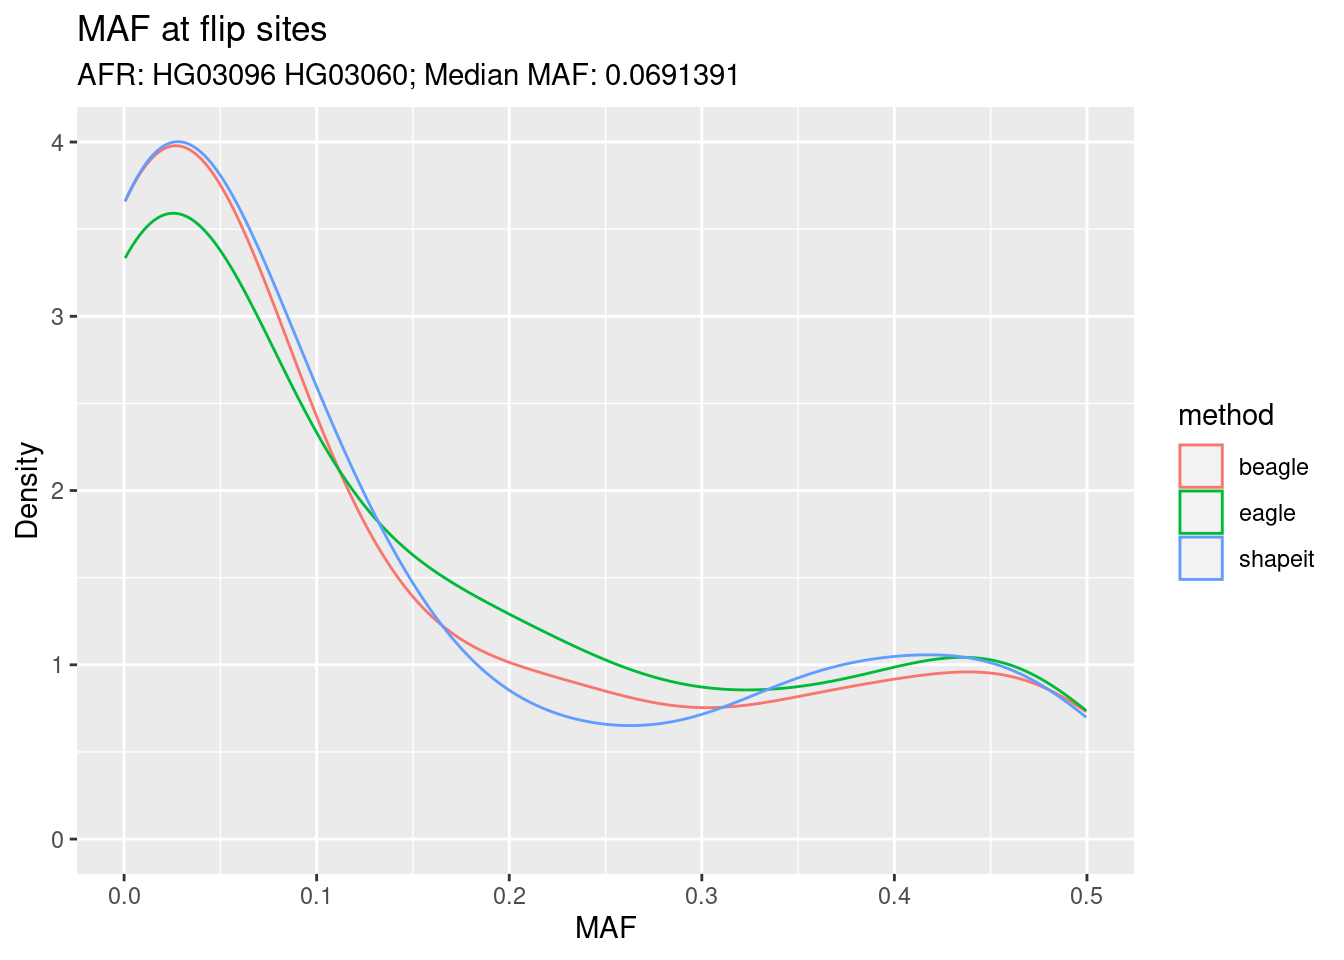 MAF at flip sites
AFR: HG03096 HG03060; Median MAF: 0.0691391
4
3
2
1
0
Density
0.0 0.1 0.2 0.3 0.4 0.5
MAF
method
beagle
eagle
shapeit